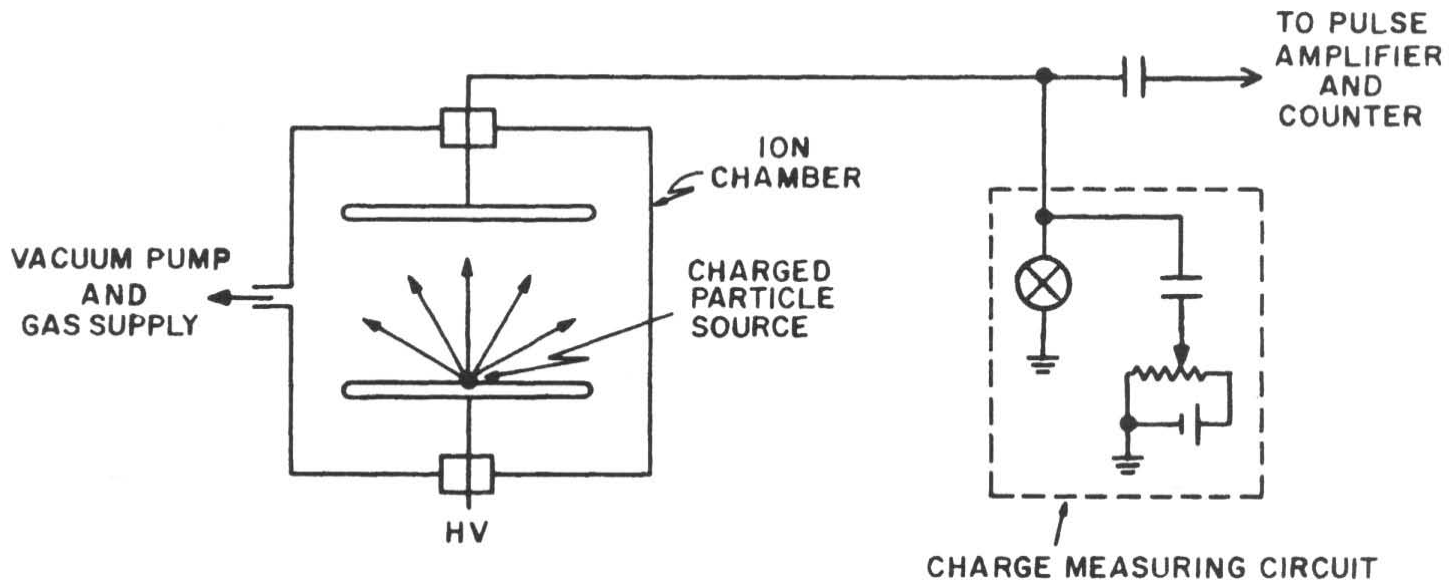 TO PULSE
AMPLIFIER
AND
COUNTER
ION
CHAMBER
VACUUM PUMP
AND
GAS SUPPLY
CHARGED
PARTICLE
SOURCE
HV
CHARGE MEASURING CIRCUIT